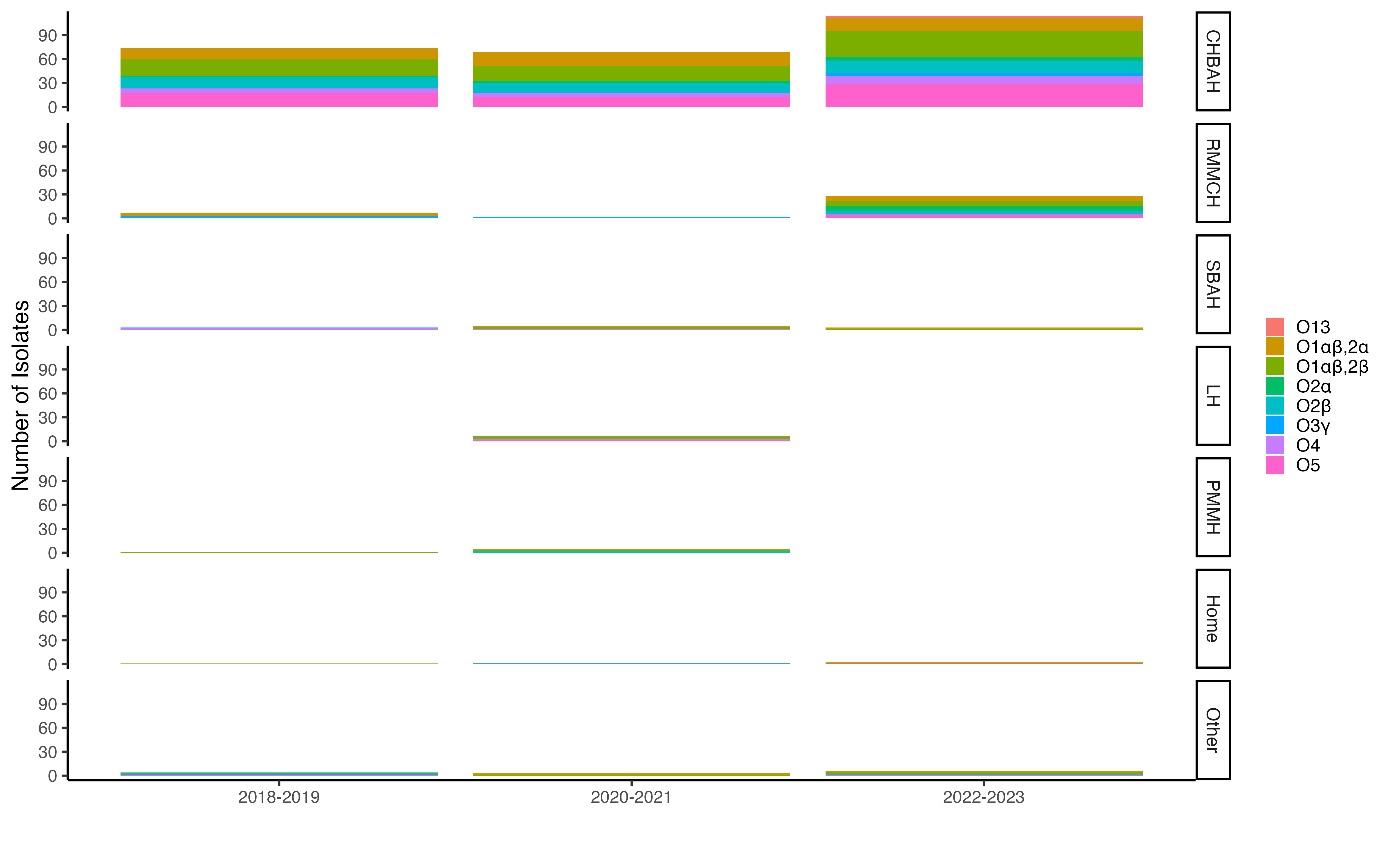 Number of Isolates
90
60
30
0
CHBAH
90
60
30
0
RMMCH
90
60
30
0
SBAH
90
60
30
0
LH
90
60
30
0
PMMH
90
60
30
0
Home
90
60
30
0
Other
2018-2019
2020-2021
2022-2023
O13
O1αβ,2α
O1αβ,2β
O2α
O2β
O3γ
O4
O5